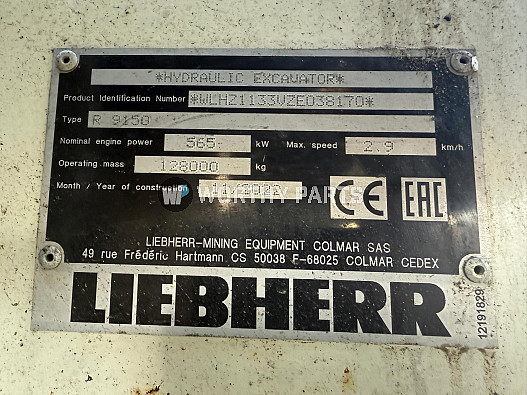 *HYDRAULIC EXCAVATOR*
Product Identification Number *WLHZ1133VZE038170*
Type R 9150
Nominal engine power 565 kW Max. speed 2.9 km/h
Operating mass 128000 kg
Month / Year of construction
W WORTHY PARTS
CE EAC
LIEBHERR-MINING EQUIPMENT COLMAR SAS
49 rue Frédéric Hartmann CS 50038 F-68025 COLMAR CEDEX
LIEBHERR
12191829